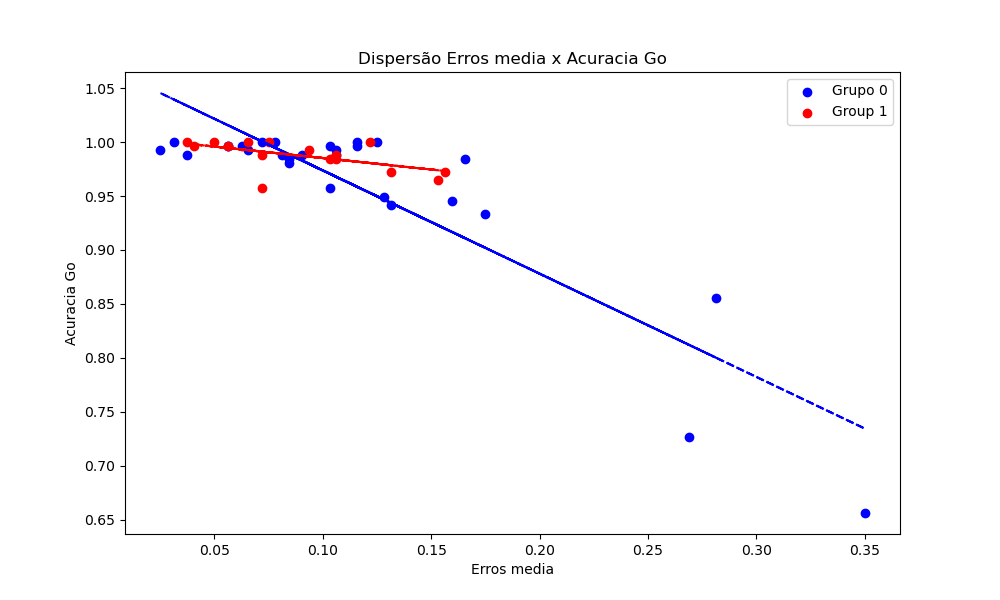 Dispersão Erros media x Acuracia Go
Grupo 0
Group 1
Acuracia Go
1.05
1.00
0.95
0.90
0.85
0.80
0.75
0.70
0.65
0.05 0.10 0.15 0.20 0.25 0.30 0.35
Erros media